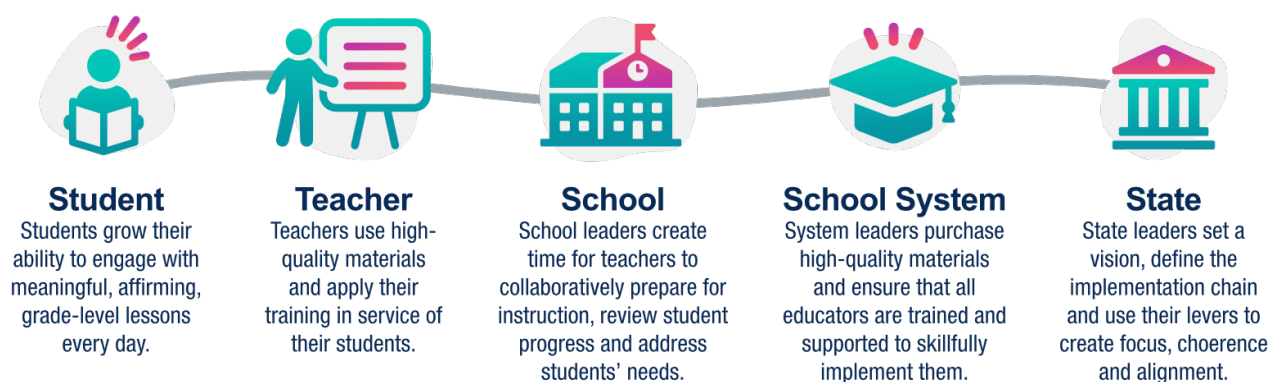 Student
Students grow their
ability to engage with
meaningful, affirming,
grade-level lessons
every day.
Teacher
Teachers use high-
quality materials
and apply their
training in service of
their students.
School
School leaders create
time for teachers to
collaboratively prepare for
instruction, review student
progress and address
students’ needs.
School System
System leaders purchase
high-quality materials
and ensure that all
educators are trained and
supported to skillfully
implement them.
State
State leaders set a
vision, define the
implementation chain
and use their levers to
create focus, choerence
and alignment.